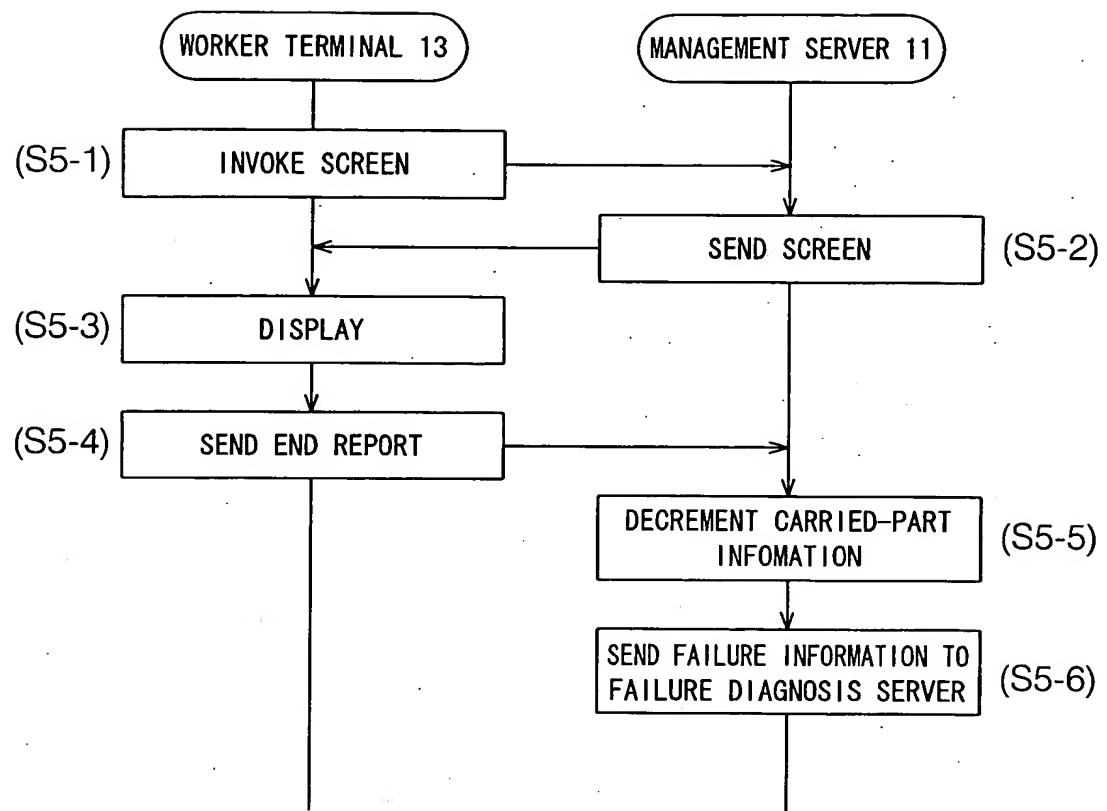 WORKER TERMINAL 13
MANAGEMENT SERVER 11
(S5-1)
INVOKE SCREEN
SEND SCREEN
(S5-2)
(S5-3)
DISPLAY
(S5-4)
SEND END REPORT
DECREMENT CARRIED-PART
INFOMATION
(S5-5)
SEND FAILURE INFORMATION TO
FAILURE DIAGNOSIS SERVER
(S5-6)